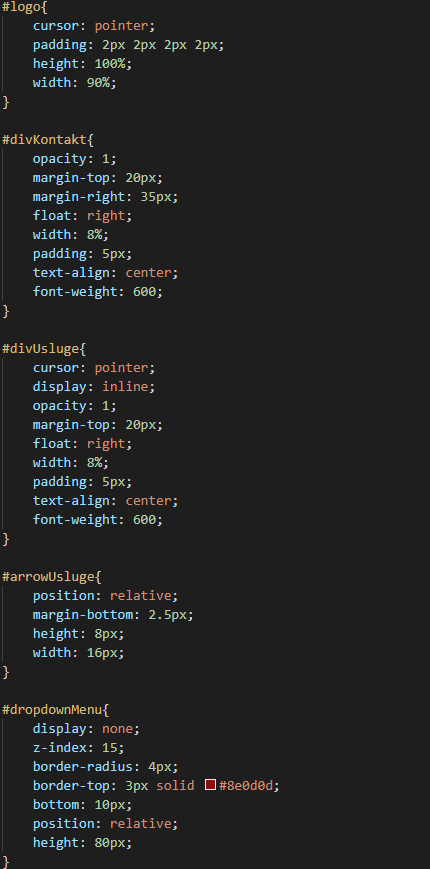 #logo{
    cursor: pointer;
    padding: 2px 2px 2px 2px;
    height: 100%;
    width: 90%;
}

#divKontakt{
    opacity: 1;
    margin-top: 20px;
    margin-right: 35px;
    float: right;
    width: 8%;
    padding: 5px;
    text-align: center;
    font-weight: 600;
}

#divUsluge{
    cursor: pointer;
    display: inline;
    opacity: 1;
    margin-top: 20px;
    float: right;
    width: 8%;
    padding: 5px;
    text-align: center;
    font-weight: 600;
}

#arrowUsluge{
    position: relative;
    margin-bottom: 2.5px;
    height: 8px;
    width: 16px;
}

#dropdownMenu{
    display: none;
    z-index: 15;
    border-radius: 4px;
    border-top: 3px solid #8e0d0d;
    bottom: 10px;
    position: relative;
    height: 80px;
}